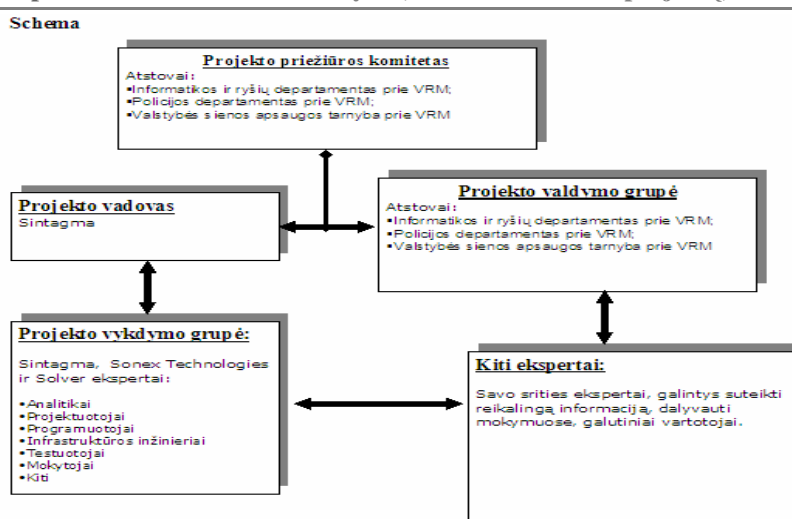 Schema
Projekto priežiūros komitetas
Atstovai:
▪Informatikos ir ryšių departamentas prie VRM;
▪Policijos departamentas prie VRM;
▪Valstybės sienos apsaugos tarnyba prie VRM
Projekto vadovas
Sintagma
Projekto valdymo grupė
Atstovai:
▪Informatikos ir ryšių departamentas prie VRM;
▪Policijos departamentas prie VRM;
▪Valstybės sienos apsaugos tarnyba prie VRM
Projekto vykdymo grupė:
Sintagma, Sonex Technologies
ir Solver ekspertai:
▪Analitikai
▪Projektuotojai
▪Programuotojai
▪Infrastruktūros inžinieriai
▪Testuotojai
▪Mokytojai
▪Kiti
Kiti ekspertai:
Savo srities ekspertai, galintys suteikti
reikalingą informaciją, dalyvauti
mokymuose, galutiniai vartotojai.